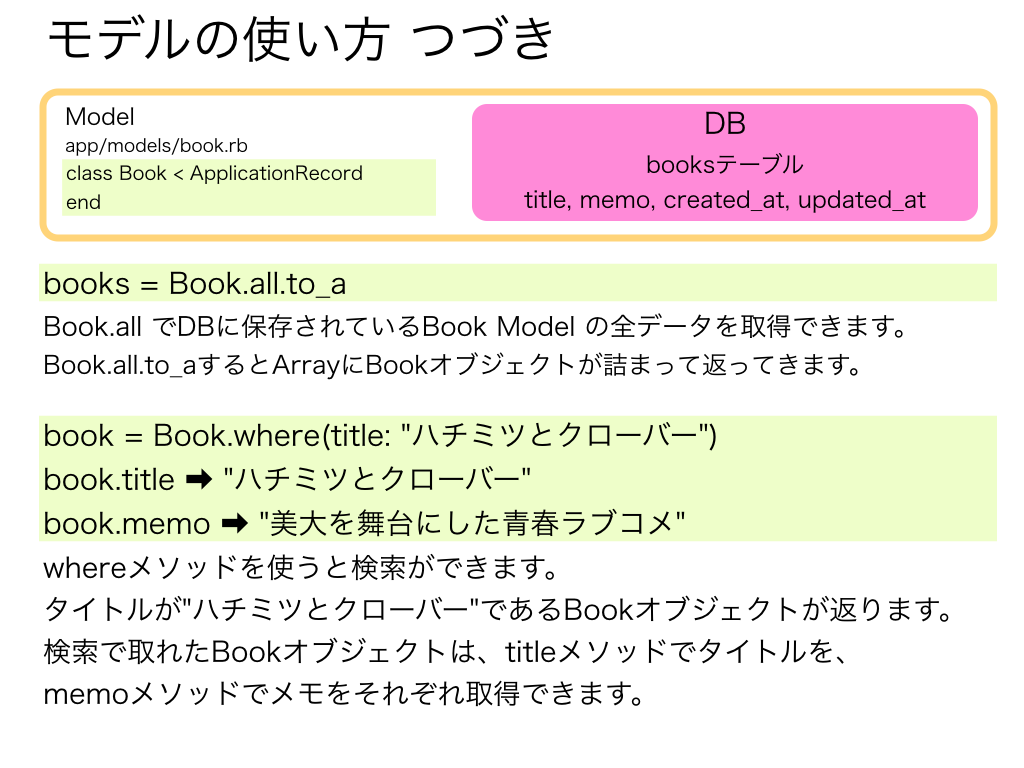 モデルの使い方 つづき
Model
app/models/book.rb
class Book < ApplicationRecord
end
DB
booksテーブル
title, memo, created_at, updated_at
books = Book.all.to_a
Book.all でDBに保存されているBook Model の全データを取得できます。
Book.all.to_aするとArrayにBookオブジェクトが詰まって返ってきます。
book = Book.where(title: "ハチミツとクローバー")
book.title ➡ "ハチミツとクローバー"
book.memo ➡ "美大を舞台にした青春ラブコメ"
whereメソッドを使うと検索ができます。
タイトルが"ハチミツとクローバー"であるBookオブジェクトが返ります。
検索で取れたBookオブジェクトは、titleメソッドでタイトルを、
memoメソッドでメモをそれぞれ取得できます。